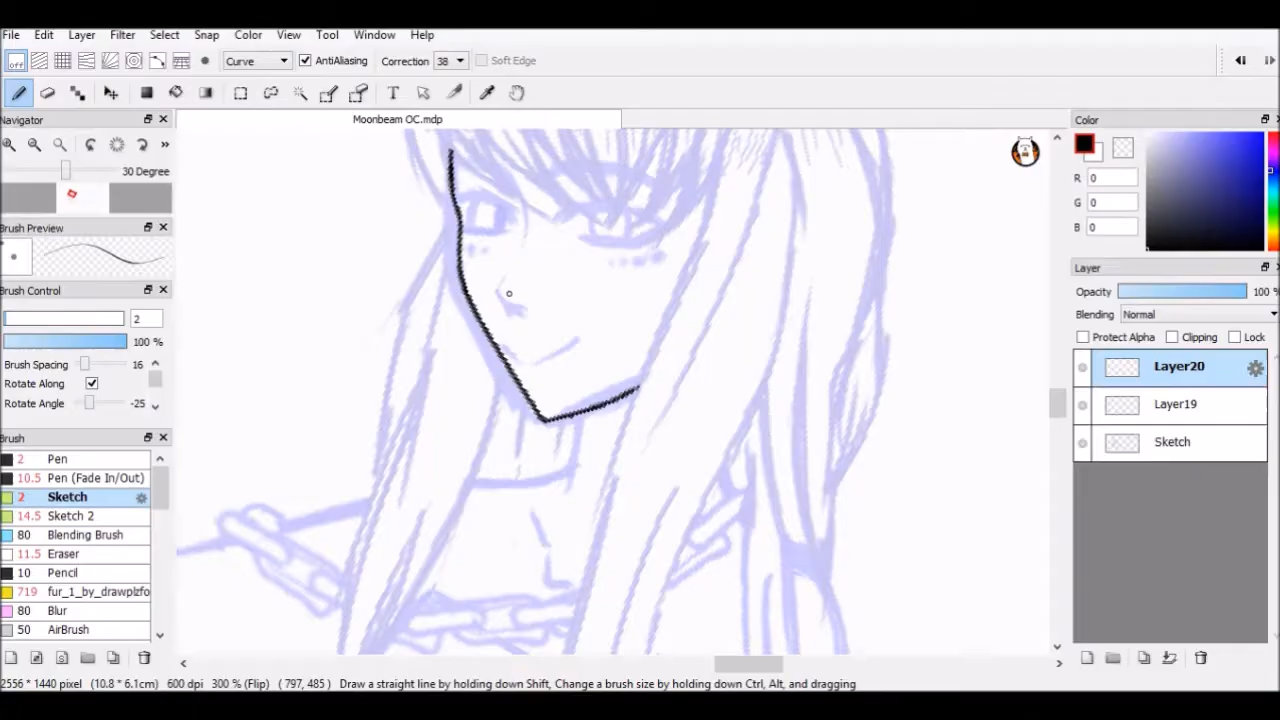 File Edit Layer Filter Select Snap Color View Tool Window Help
off Curve AntiAliasing Correction 38 Soft Edge
T
Navigator
Moonbeam OC.mdp
Color
30 Degree
R 0
G 0
B 0
Brush Preview
Brush Control
2
100 %
Brush Spacing 16
Rotate Along
Rotate Angle -25
Layer
Opacity 100 %
Blending Normal
Protect Alpha Clipping Lock
Layer20
Layer19
Sketch
Brush
2 Pen
10.5 Pen (Fade In/Out)
2 Sketch
14.5 Sketch 2
80 Blending Brush
11.5 Eraser
10 Pencil
719 fur_1_by_drawplzfo
80 Blur
50 AirBrush
2556 * 1440 pixel (10.8 * 6.1cm) 600 dpi 300 % (Flip) ( 797, 485 ) Draw a straight line by holding down Shift, Change a brush size by holding down Ctrl, Alt, and dragging